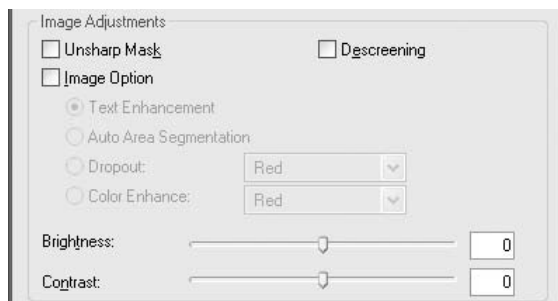 Image Adjustments
Unsharp Mask Descreening
Image Option
Text Enhancement
Auto Area Segmentation
Dropout: Red
Color Enhance: Red
Brightness: 0
Contrast: 0